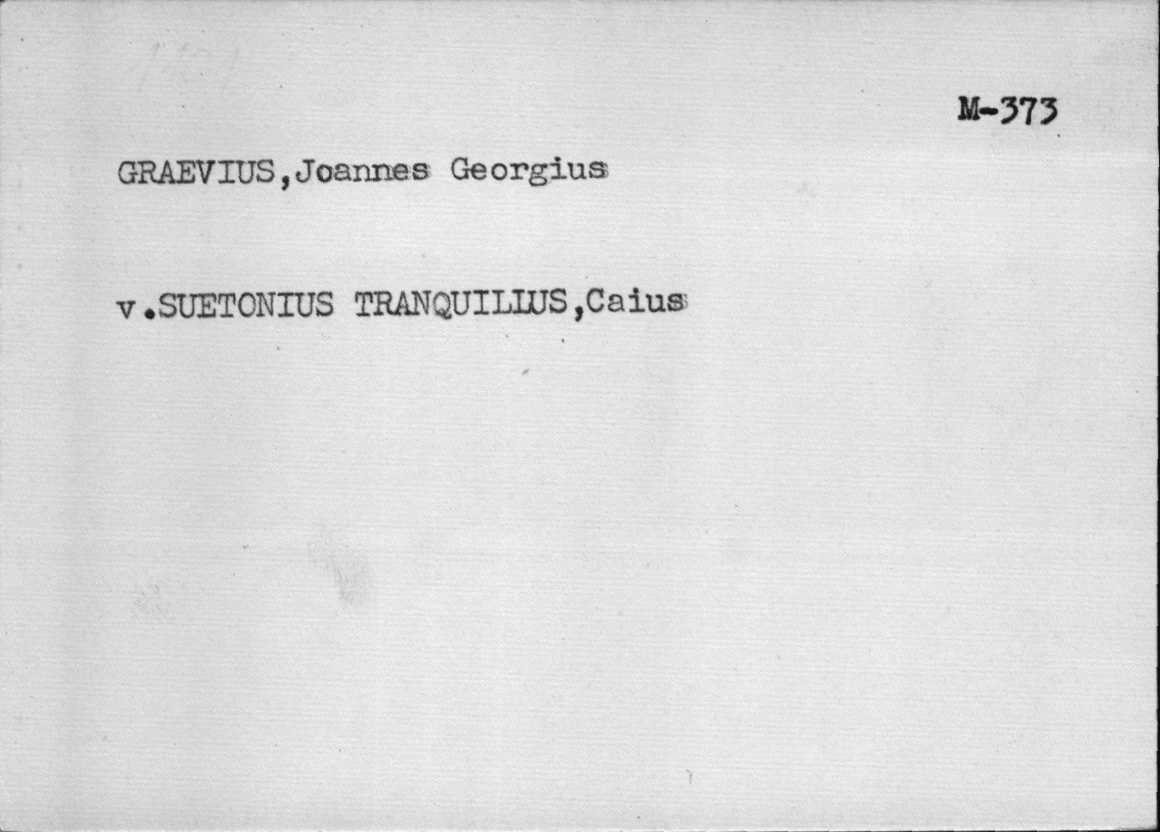 M-373
GRAEVIUS,Joannes Georgius
v.SUETONIUS TRANQUILLUS,Caius